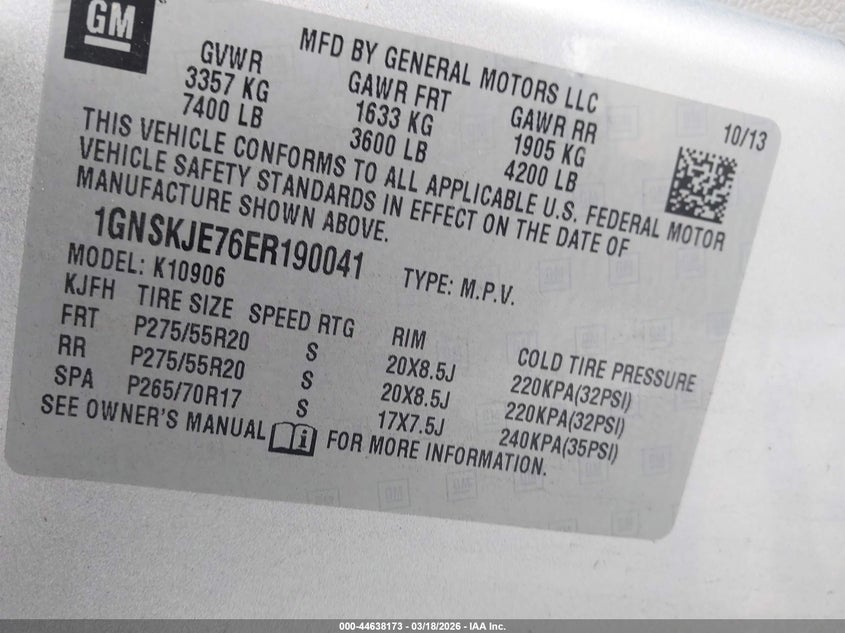 GM
MFD BY GENERAL MOTORS LLC
10/13
GVWR GAWR FRT GAWR RR
3357 KG 1633 KG 1905 KG
7400 LB 3600 LB 4200 LB
THIS VEHICLE CONFORMS TO ALL APPLICABLE U.S. FEDERAL MOTOR
VEHICLE SAFETY STANDARDS IN EFFECT ON THE DATE OF
MANUFACTURE SHOWN ABOVE.
1GNSKJE76ER190041 TYPE: M.P.V.
MODEL: K10906
KJFH TIRE SIZE SPEED RTG RIM COLD TIRE PRESSURE
FRT P275/55R20 S 20X8.5J 220KPA(32PSI)
RR P275/55R20 S 20X8.5J 220KPA(32PSI)
SPA P265/70R17 S 17X7.5J 240KPA(35PSI)
SEE OWNER'S MANUAL i FOR MORE INFORMATION.
000-44638173 - 03/18/2026 - IAA Inc.